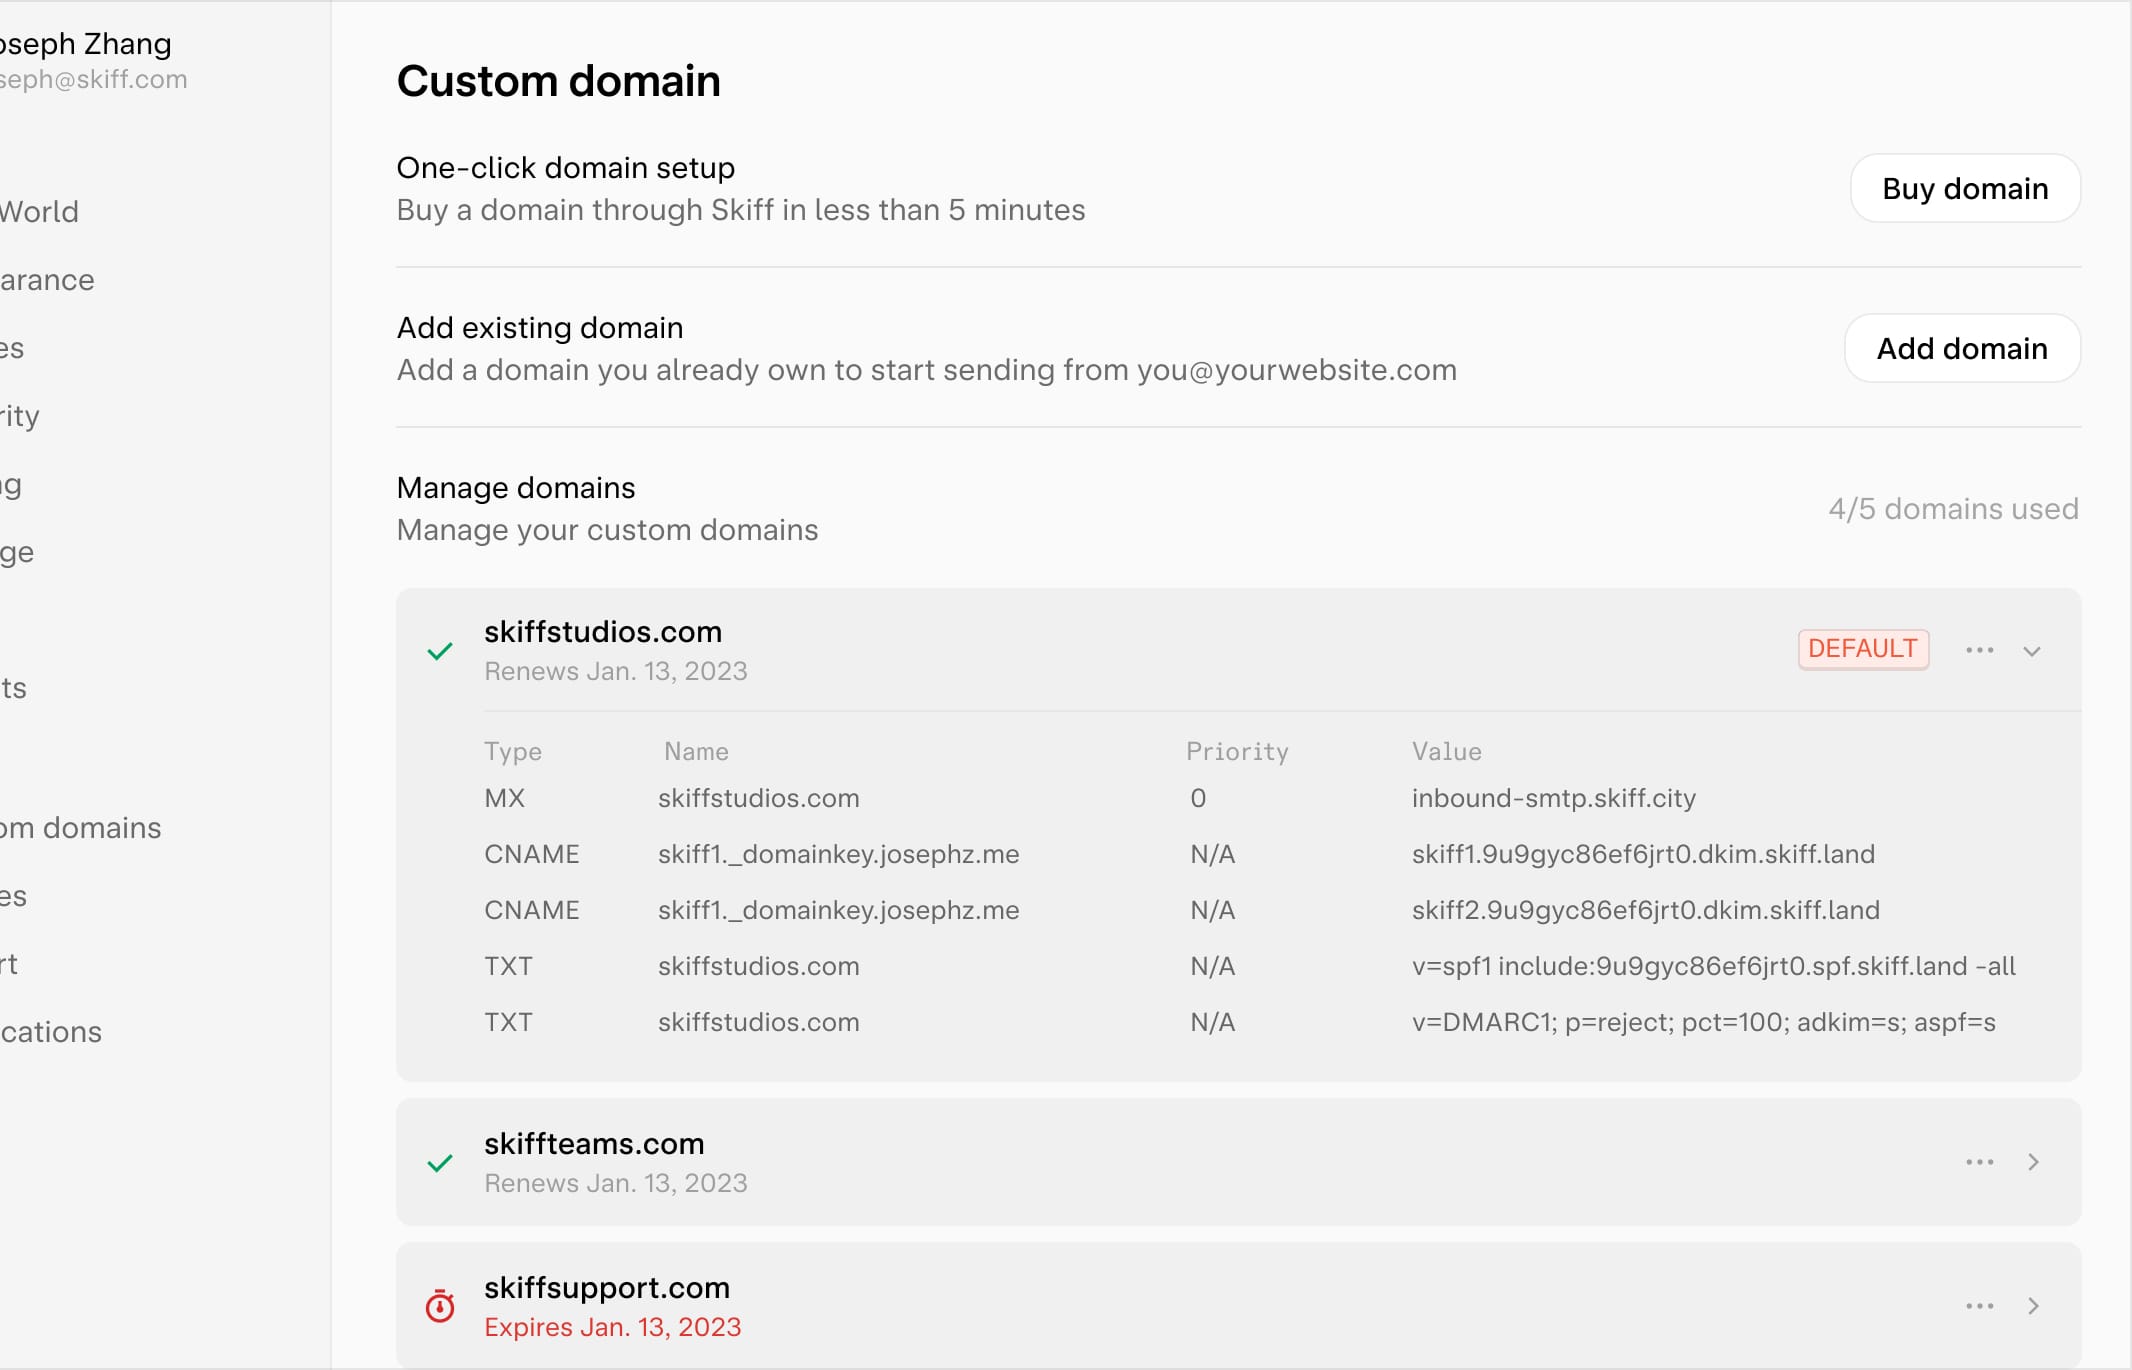 oseph Zhang
seph@skiff.com
World
arance
es
rity
ng
ge
ts
om domains
es
rt
cations
Custom domain
One-click domain setup
Buy a domain through Skiff in less than 5 minutes
Buy domain
Add existing domain
Add a domain you already own to start sending from you@yourwebsite.com
Add domain
Manage domains
Manage your custom domains
4/5 domains used
skiffstudios.com
Renews Jan. 13, 2023
DEFAULT
Type Name Priority Value
MX skiffstudios.com 0 inbound-smtp.skiff.city
CNAME skiff1._domainkey.josephz.me N/A skiff1.9u9gyc86ef6jrt0.dkim.skiff.land
CNAME skiff1._domainkey.josephz.me N/A skiff2.9u9gyc86ef6jrt0.dkim.skiff.land
TXT skiffstudios.com N/A v=spf1 include:9u9gyc86ef6jrt0.spf.skiff.land -all
TXT skiffstudios.com N/A v=DMARC1; p=reject; pct=100; adkim=s; aspf=s
skiffteams.com
Renews Jan. 13, 2023
skiffsupport.com
Expires Jan. 13, 2023